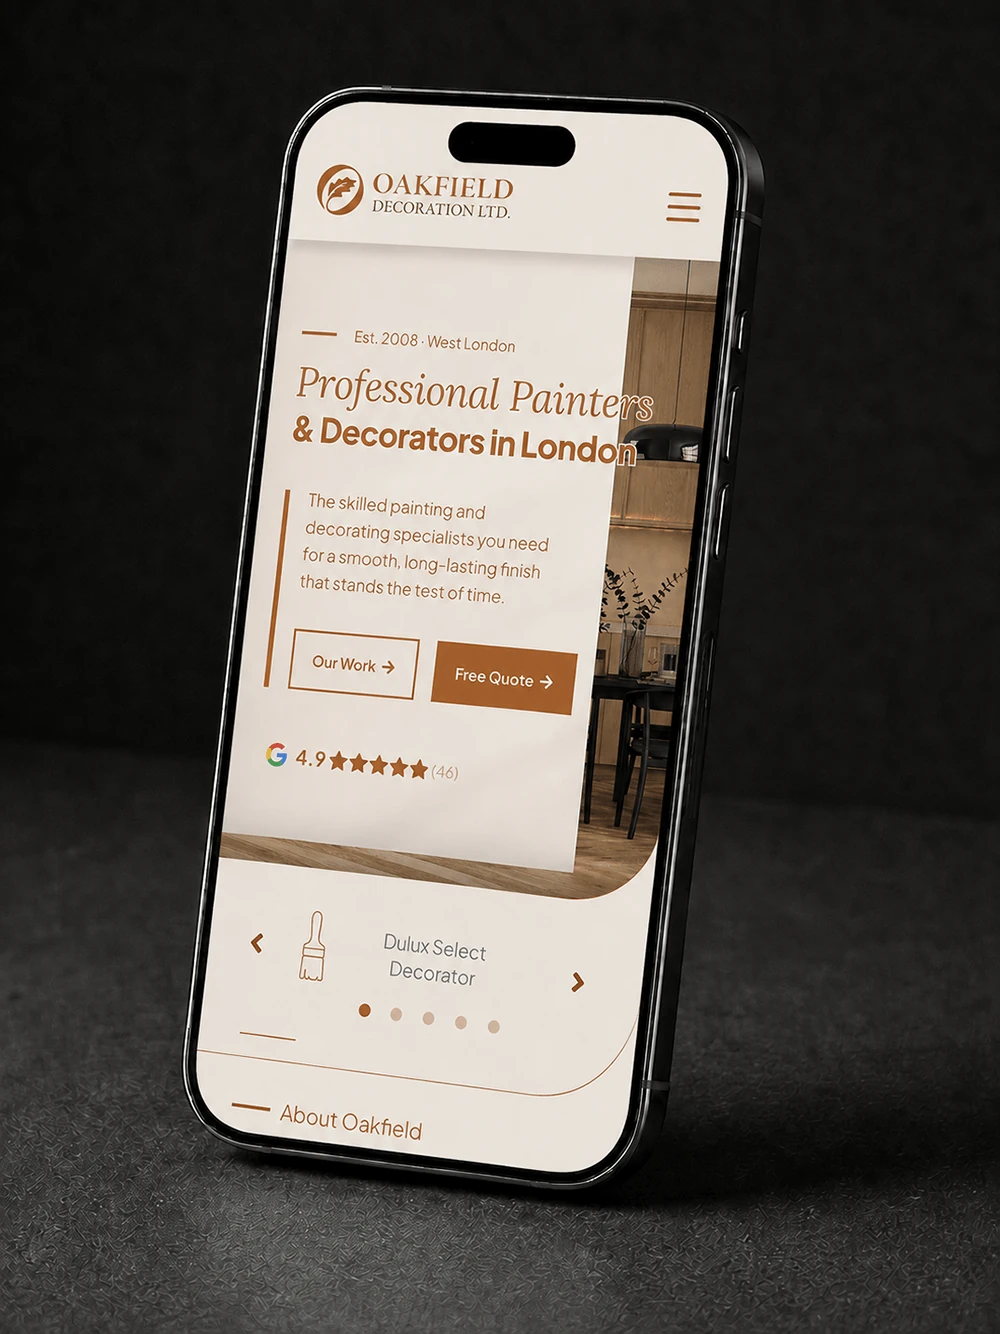 OAKFIELD
DECORATION LTD.
Est. 2008 · West London
Professional Painters
& Decorators in London
The skilled painting and
decorating specialists you need
for a smooth, long-lasting finish
that stands the test of time.
Our Work →
Free Quote →
G 4.9 ★★★★★ (46)
Dulux Select
Decorator
About Oakfield